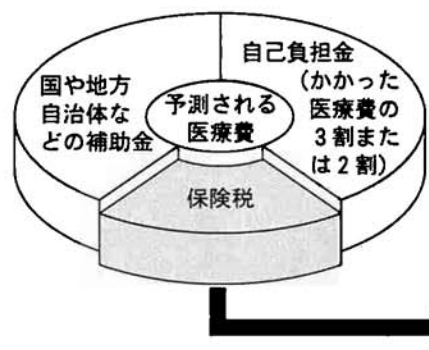 国や地方
自治体な
どの補助金
自己負担金
(かかった
医療費の
3割また
は2割)
予測される
医療費
保険税